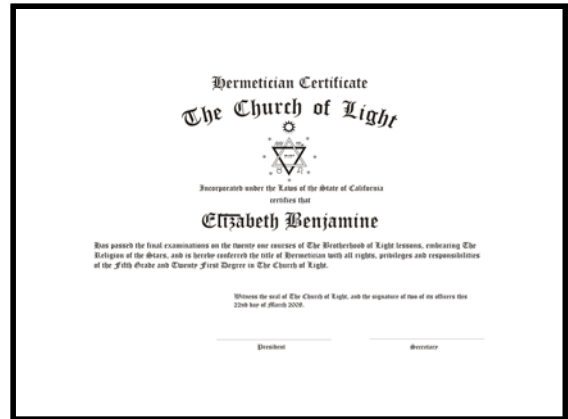 Hermetician Certificate
The Church of Light
Incorporated under the Laws of the State of California
certifies that
Elizabeth Benjamine
Has passed the final examinations on the twenty one courses of The Brotherhood of Light lessons, embracing The
Religion of the Stars, and is hereby conferred the title of Hermetician with all rights, privileges and responsibilities
of the Fifth Grade and Twenty First Degree in The Church of Light.
Witness the seal of The Church of Light, and the signature of two of its officers this
22nd day of March 2008.
President Secretary